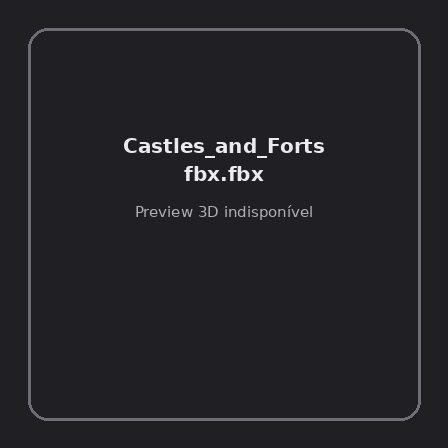 Castles_and_Forts
fbx.fbx
Preview 3D indisponível